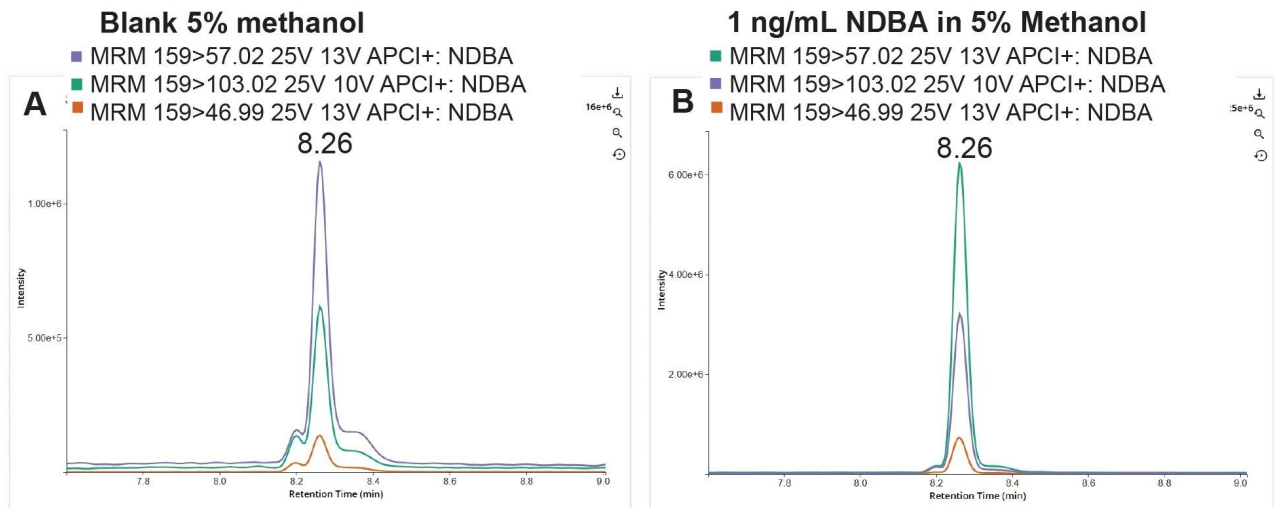 Blank 5% methanol
MRM 159>57.02 25V 13V APCI+: NDBA
MRM 159>103.02 25V 10V APCI+: NDBA
MRM 159>46.99 25V 13V APCI+: NDBA
A
16e+6
8.26
1.00e+6
5.00e+5
Intensity
7.8 8.0 8.2 8.4 8.6 8.8 9.0
Retention Time (min)
1 ng/mL NDBA in 5% Methanol
MRM 159>57.02 25V 13V APCI+: NDBA
MRM 159>103.02 25V 10V APCI+: NDBA
MRM 159>46.99 25V 13V APCI+: NDBA
B
5e+6
8.26
6.00e+6
4.00e+6
2.00e+6
Intensity
7.8 8.0 8.2 8.4 8.6 8.8 9.0
Retention Time (min)